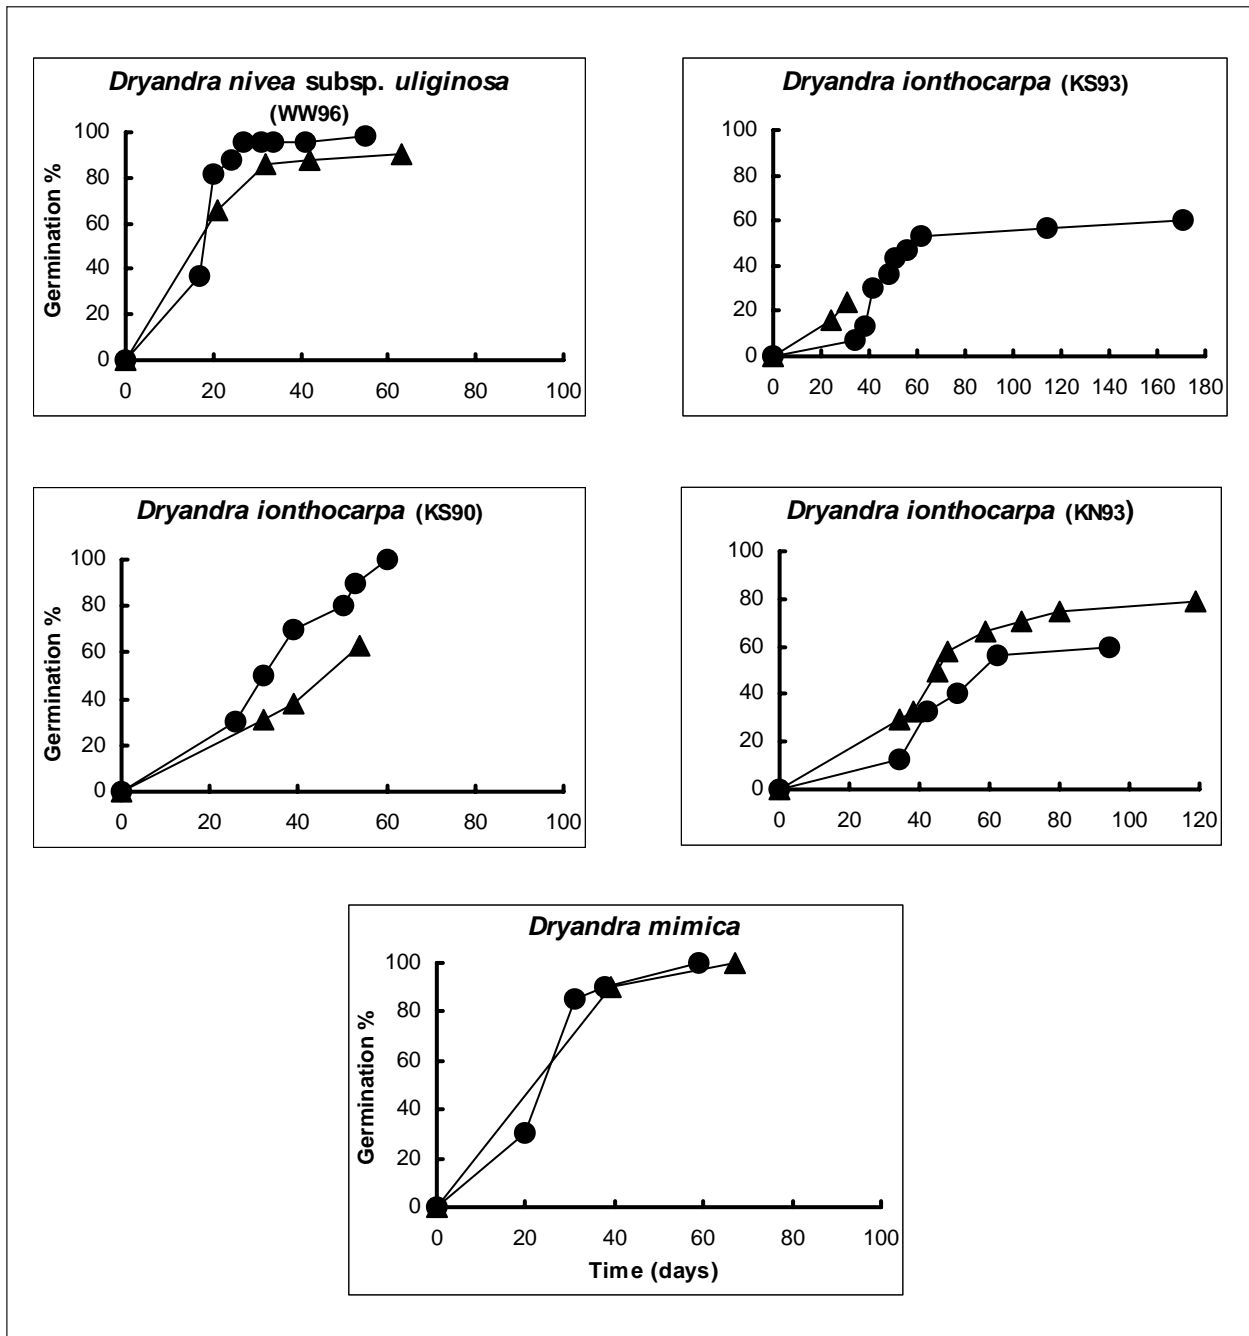 Dryandra nivea subsp. uliginosa
(WW96)
Germination %
100
80
60
40
20
0
0 20 40 60 80 100
Dryandra ionthocarpa (KS93)
100
80
60
40
20
0
0 20 40 60 80 100 120 140 160 180
Dryandra ionthocarpa (KS90)
Germination %
100
80
60
40
20
0
0 20 40 60 80 100
Dryandra ionthocarpa (KN93)
100
80
60
40
20
0
0 20 40 60 80 100 120
Dryandra mimica
Germination %
100
80
60
40
20
0
0 20 40 60 80 100
Time (days)